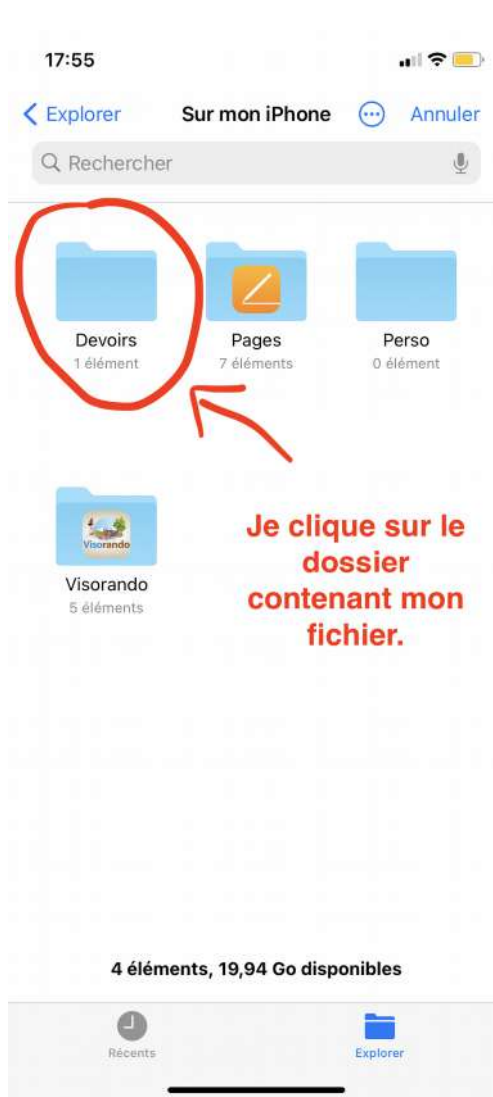 17:55
Explorer Sur mon iPhone Annuler
Rechercher
Devoirs Pages Perso
1 élément 7 éléments 0 élément
Visorando
Visorando
5 éléments
Je clique sur le
dossier
contenant mon
fichier.
4 éléments, 19,94 Go disponibles
Récents Explorer